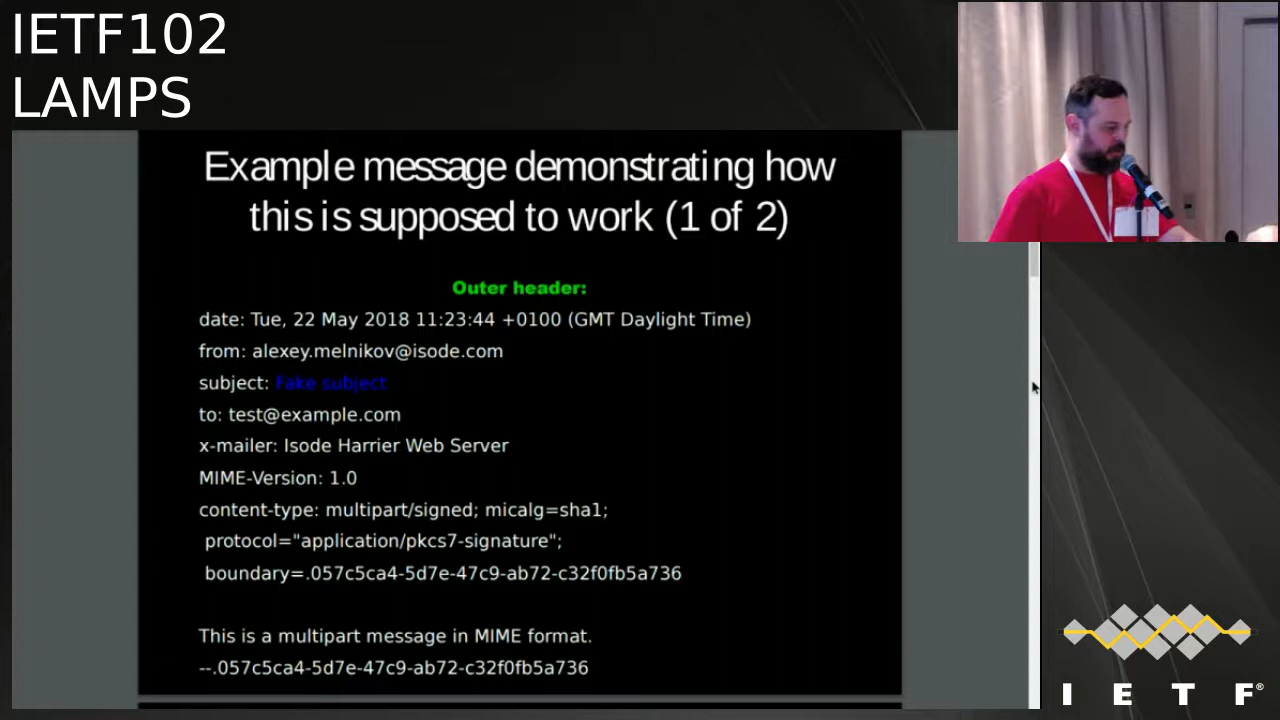 IETF102
LAMPS
Example message demonstrating how
this is supposed to work (1 of 2)
Outer header:
date: Tue, 22 May 2018 11:23:44 +0100 (GMT Daylight Time)
from: alexey.melnikov@isode.com
subject: Fake subject
to: test@example.com
x-mailer: Isode Harrier Web Server
MIME-Version: 1.0
content-type: multipart/signed; micalg=sha1;
protocol="application/pkcs7-signature";
boundary=.057c5ca4-5d7e-47c9-ab72-c32f0fb5a736
This is a multipart message in MIME format.
--.057c5ca4-5d7e-47c9-ab72-c32f0fb5a736
I E T F®